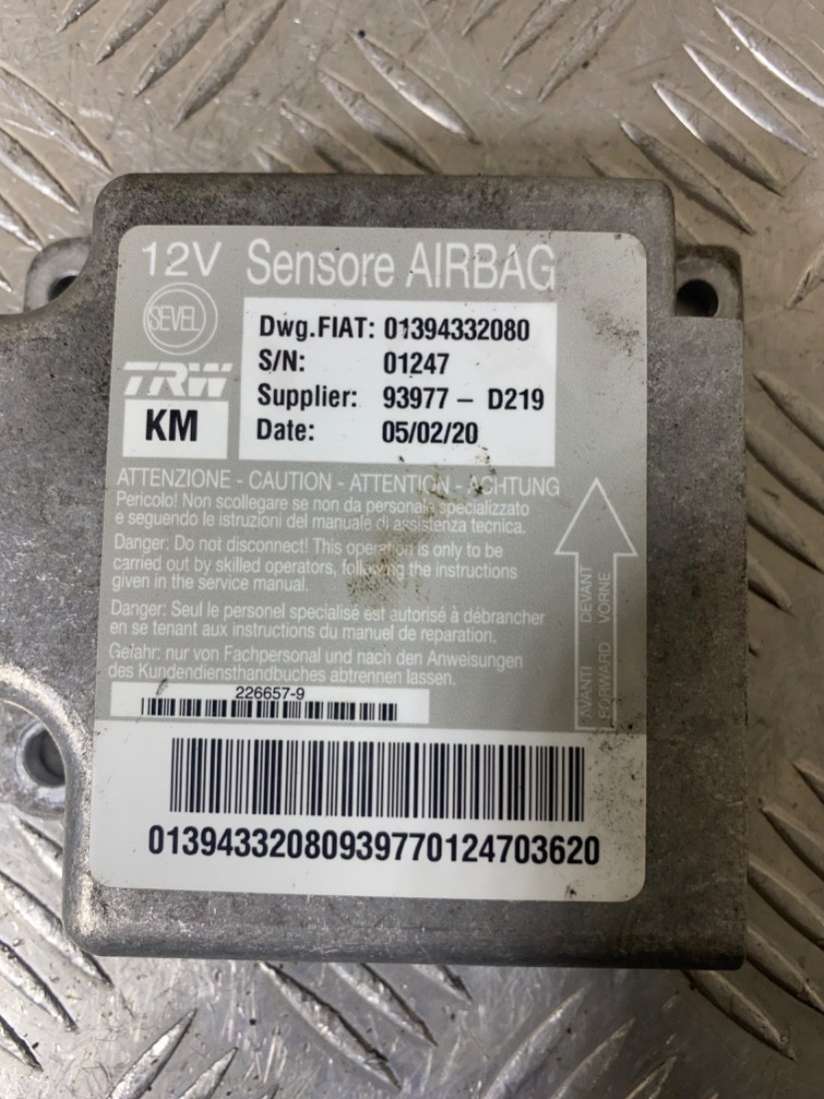 12V Sensore AIRBAG
SEVEL
Dwg.FIAT: 01394332080
S/N: 01247
TRW
Supplier: 93977 - D219
KM
Date: 05/02/20
ATTENZIONE - CAUTION - ATTENTION - ACHTUNG
Pericolo! Non scollegare se non da personale specializzato
e seguendo le istruzioni del manuale di assistenza tecnica.
Danger: Do not disconnect! This operation is only to be
carried out by skilled operators, following the instructions
given in the service manual.
Danger: Seul le personel specialisé est autorisé à debrancher
en se tenant aux instructions du manuel de reparation.
Gefahr: nur von Fachpersonal und nach den Anweisungen
des Kundendiensthandbuches abtrennen lassen.
AVANTI DEVANT
FORWARD VORNE
226657-9
01394332080939770124703620